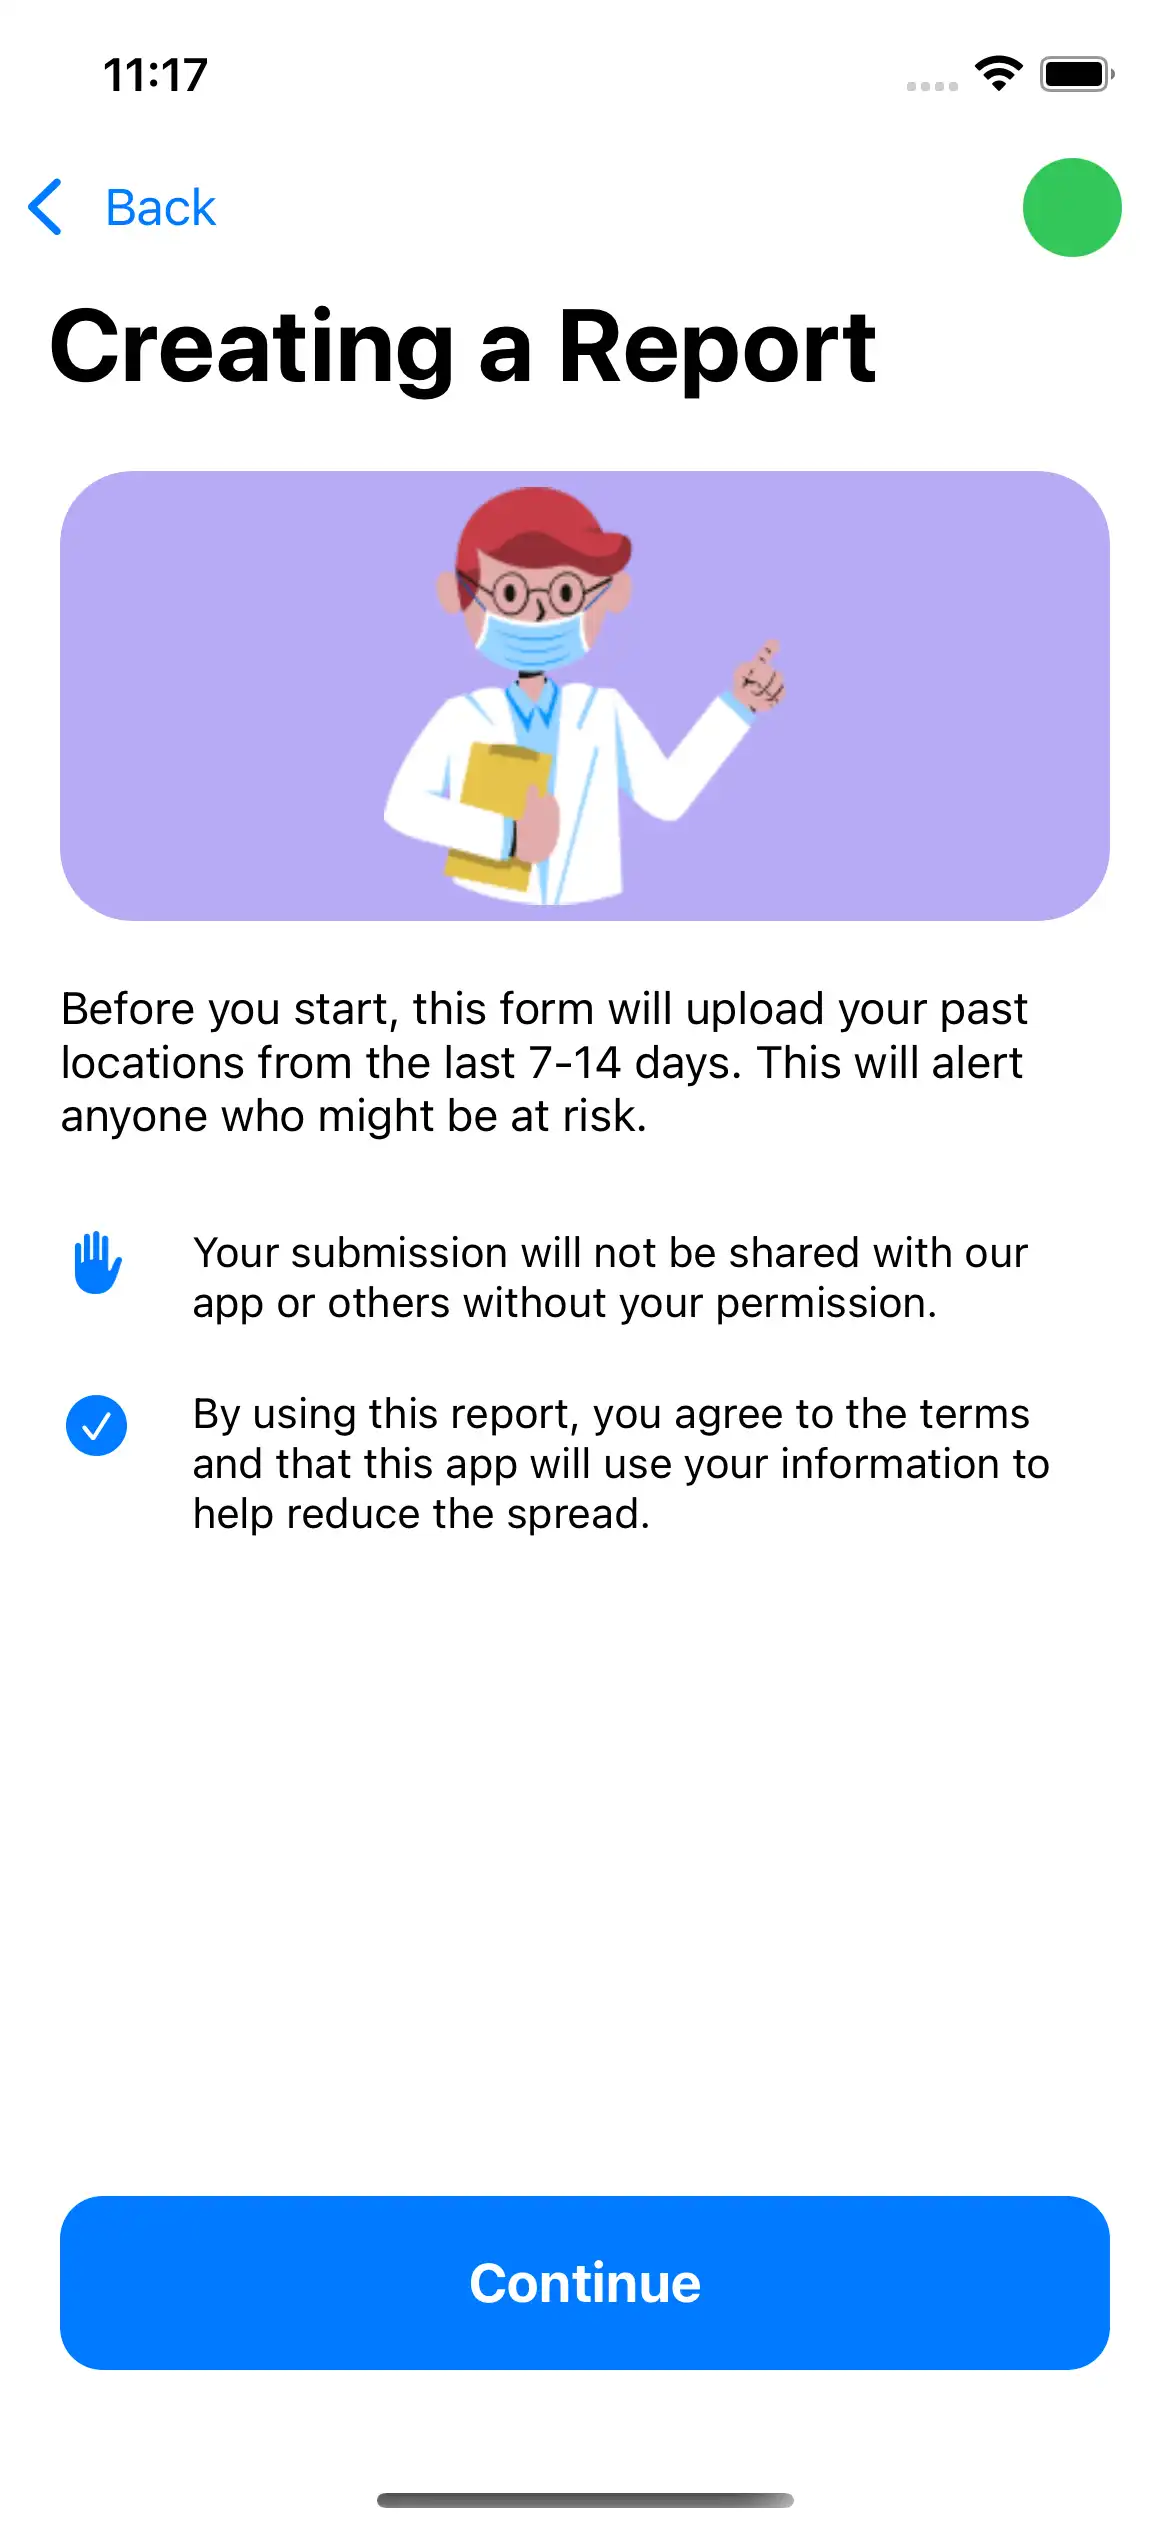 11:17
Back
Creating a Report
Before you start, this form will upload your past
locations from the last 7-14 days. This will alert
anyone who might be at risk.
Your submission will not be shared with our
app or others without your permission.
By using this report, you agree to the terms
and that this app will use your information to
help reduce the spread.
Continue